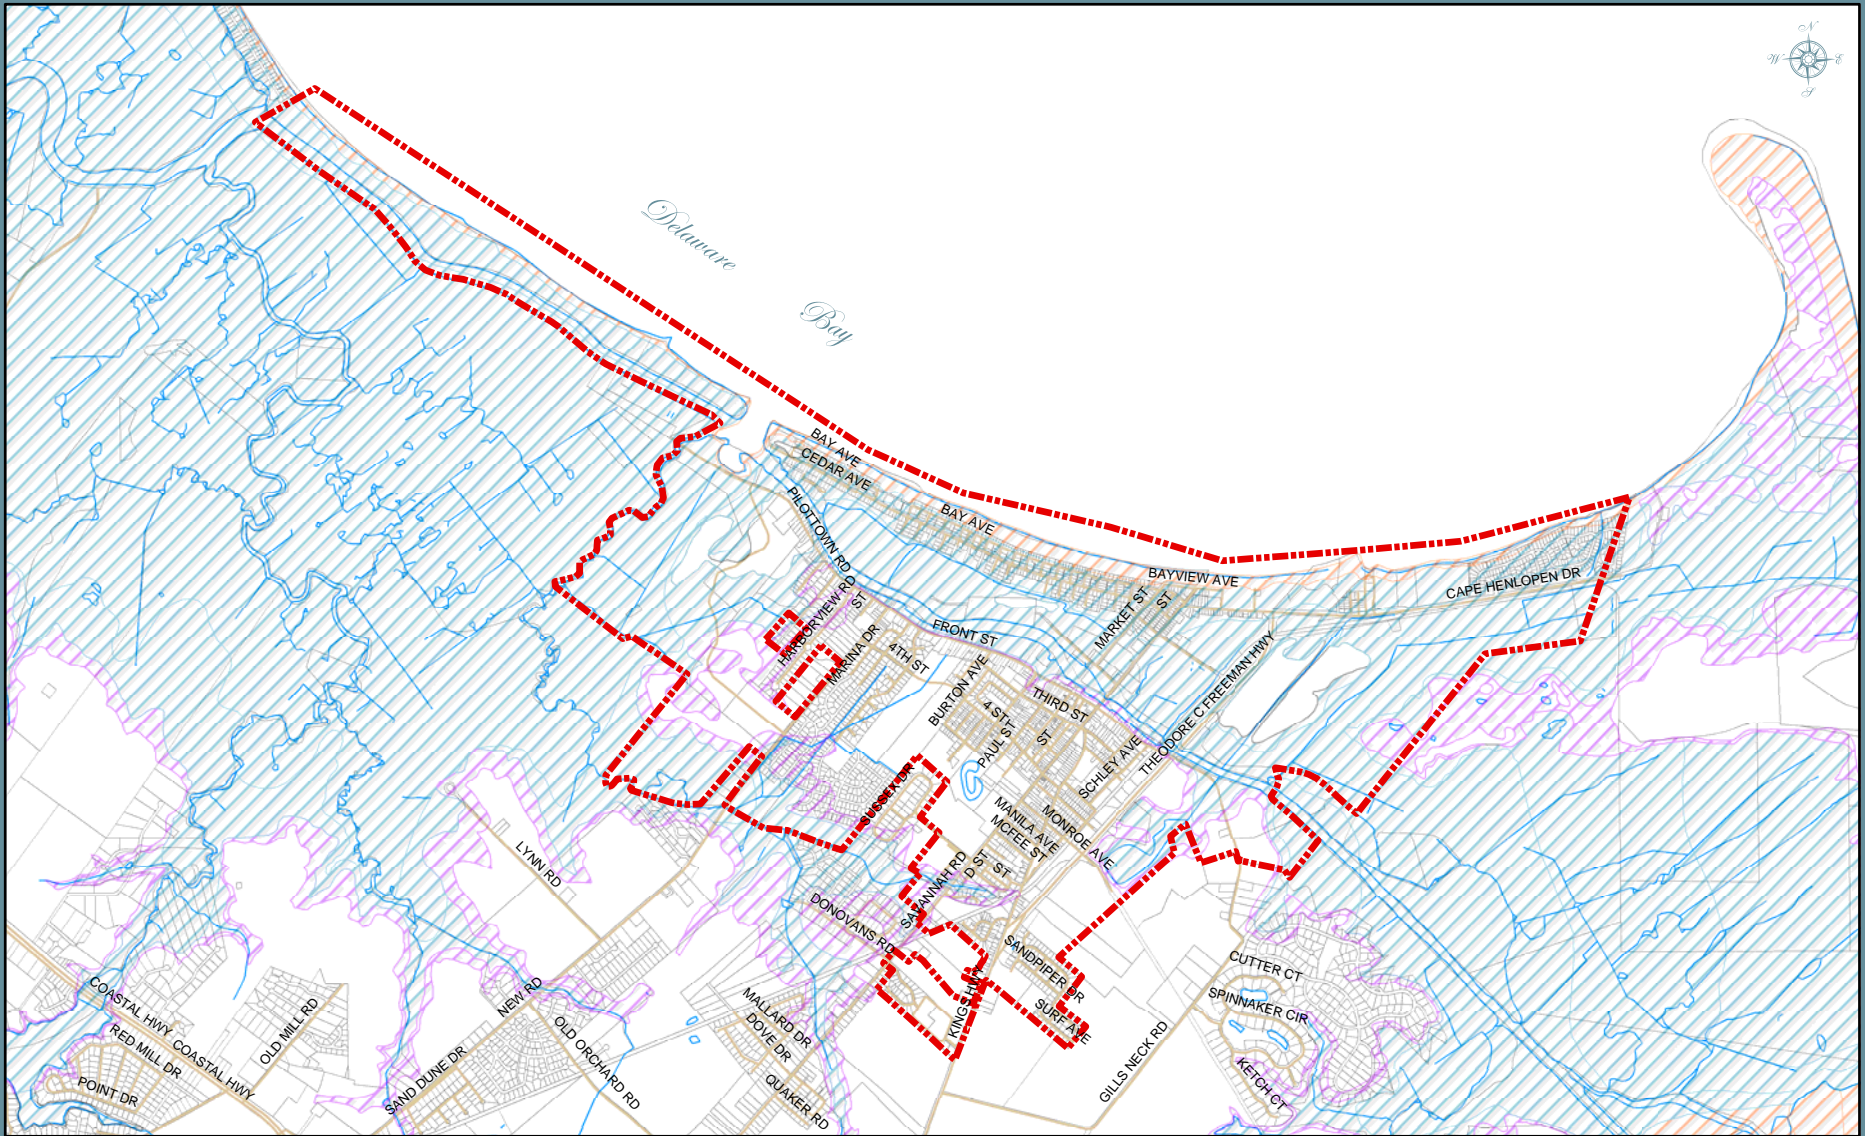 N
W
E
S
Delaware
Bay
BAY AVE
CEDAR AVE
BAY AVE
PILOTTOWN RD
BAYVIEW AVE
CAPE HENLOPEN DR
HARBORVIEW RD
ST
MARKET ST
ST
FRONT ST
MARINA DR
4TH ST
THEODORE C FREEMAN HWY
BURTON AVE
THIRD ST
4 ST
ST
PAUL ST
ST
SCHLEY AVE
SUSSEX DR
MANILA AVE
MONROE AVE
MCFEE ST
LYNN RD
D ST
ST
SAVANNAH RD
DONOVANS RD
SANDPIPER DR
CUTTER CT
COASTAL HWY
NEW RD
MALLARD DR
KINGS HWY
SURF AVE
SPINNAKER CIR
OLD MILL RD
RED MILL DR
COASTAL HWY
OLD ORCHARD RD
DOVE DR
GILLS NECK RD
POINT DR
SAND DUNE DR
QUAKER RD
KETCH CT